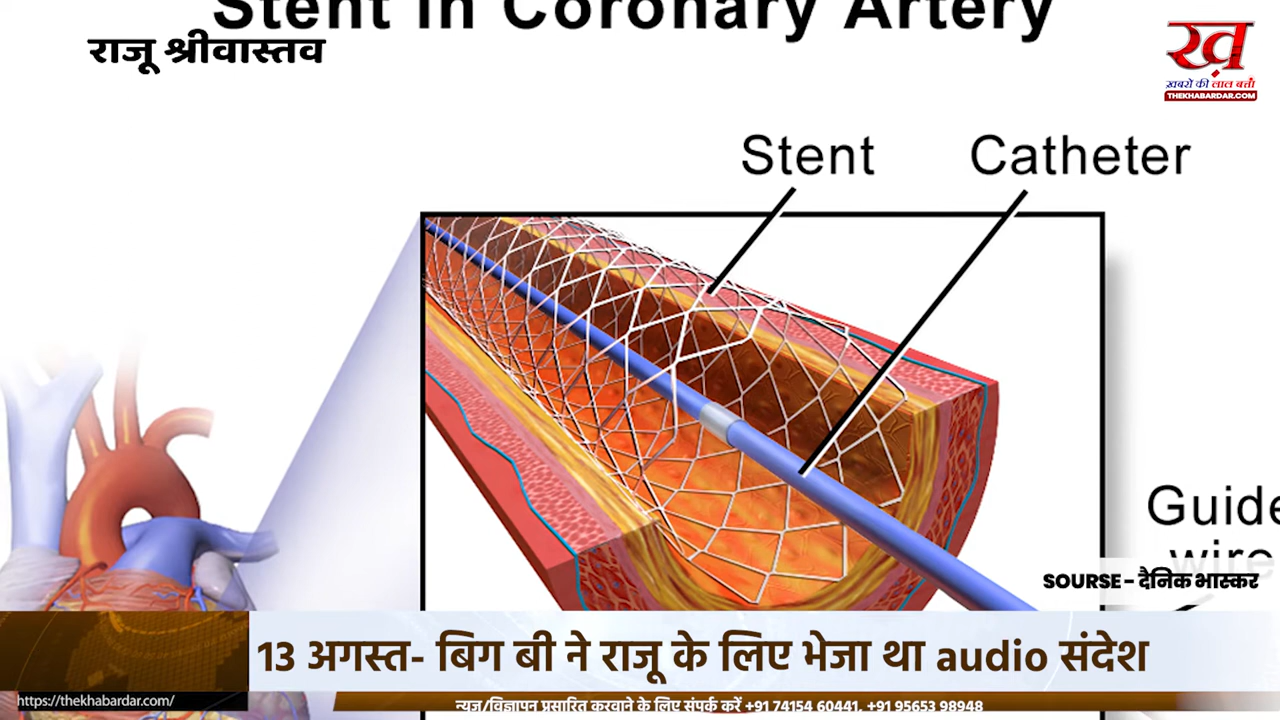 Stent in Coronary Artery
राजू श्रीवास्तव
ख़
ख़बरों की लाल बत्ती
THEKHABARDAR.COM
Stent
Catheter
Guide
wire
SOURSE - दैनिक भास्कर
13 अगस्त- बिग बी ने राजू के लिए भेजा था audio संदेश
https://thekhabardar.com/
न्यूज/विज्ञापन प्रसारित करवाने के लिए संपर्क करें +91 74154 60441, +91 95653 98948